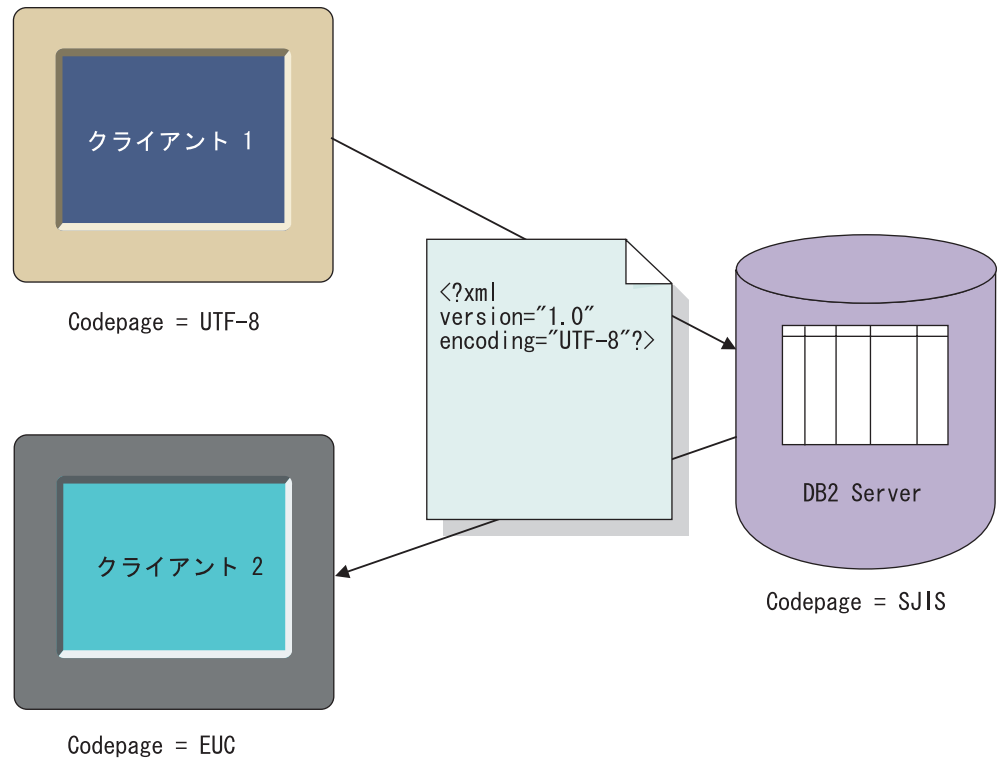 クライアント 1
Codepage = UTF-8
<?xml
version="1.0"
encoding="UTF-8"?>
DB2 Server
Codepage = SJIS
クライアント 2
Codepage = EUC